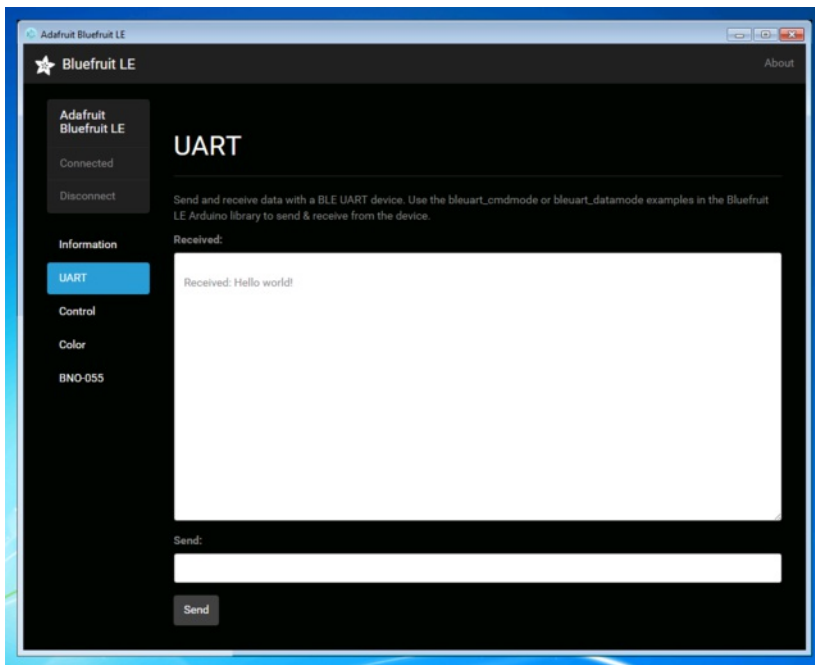 Adafruit Bluefruit LE
Bluefruit LE
About
Adafruit
Bluefruit LE
Connected
Disconnect
Information
UART
Control
Color
BNO-055
UART
Send and receive data with a BLE UART device. Use the bleuart_cmdmode or bleuart_datamode examples in the Bluefruit
LE Arduino library to send & receive from the device.
Received:
Received: Hello world!
Send:
Send